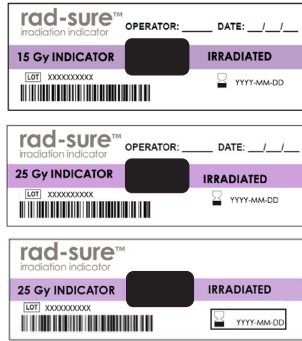 rad-sure™ OPERATOR: _____ DATE: __/__/__
irradiation indicator
15 Gy INDICATOR IRRADIATED
LOT XXXXXXXXXX YYYY-MM-DD
rad-sure™ OPERATOR: _____ DATE: __/__/__
irradiation indicator
25 Gy INDICATOR IRRADIATED
LOT XXXXXXXXXX YYYY-MM-DD
rad-sure™
irradiation indicator
25 Gy INDICATOR IRRADIATED
LOT XXXXXXXXXX YYYY-MM-DD